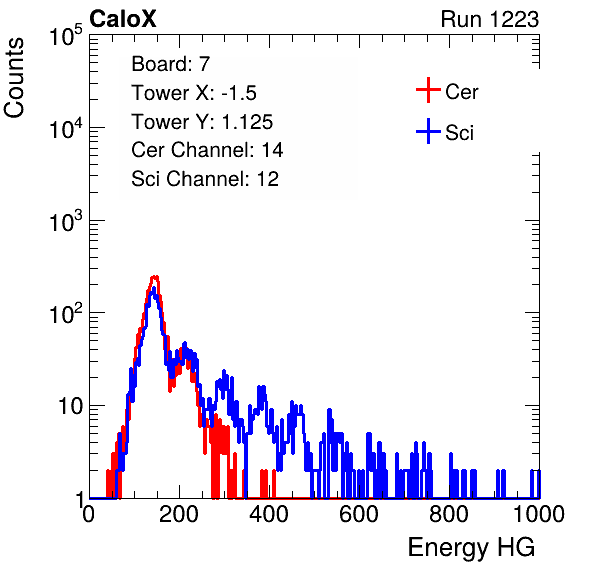 CaloX Run 1223
Counts
10^5
10^4
10^3
10^2
10
1
Board: 7
Tower X: -1.5
Tower Y: 1.125
Cer Channel: 14
Sci Channel: 12
Cer
Sci
0 200 400 600 800 1000
Energy HG